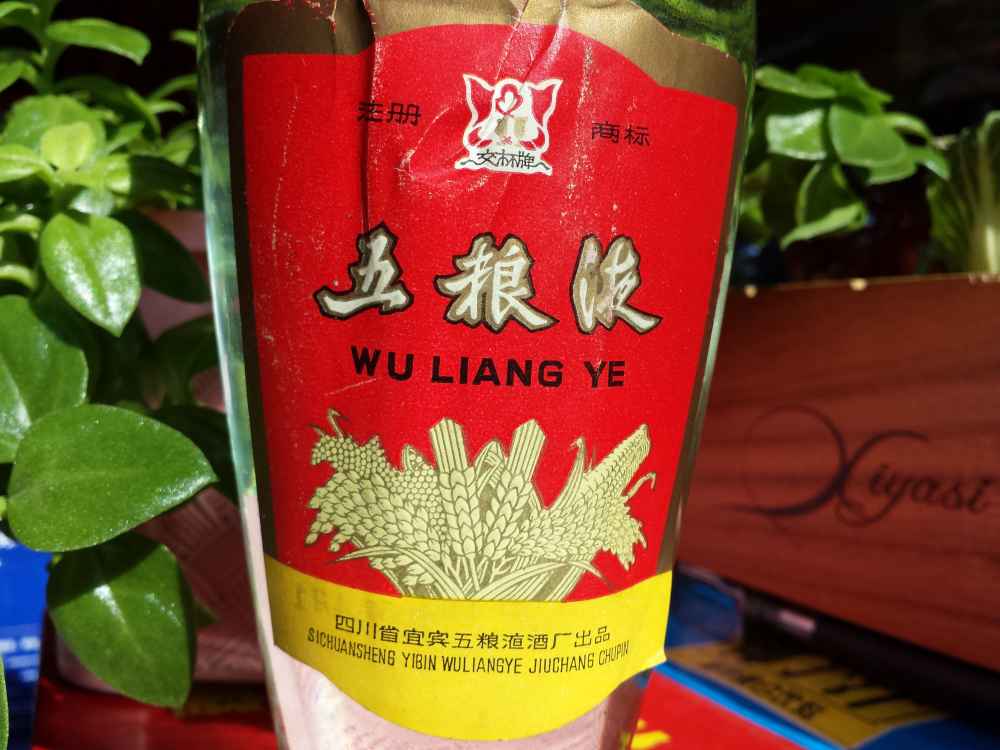 注册
商标
交杯牌
五粮液
WU LIANG YE
四川省宜宾五粮液酒厂出品
SICHUANSHENG YIBIN WULIANGYE JIUCHANG CHUPIN
Xiyasi